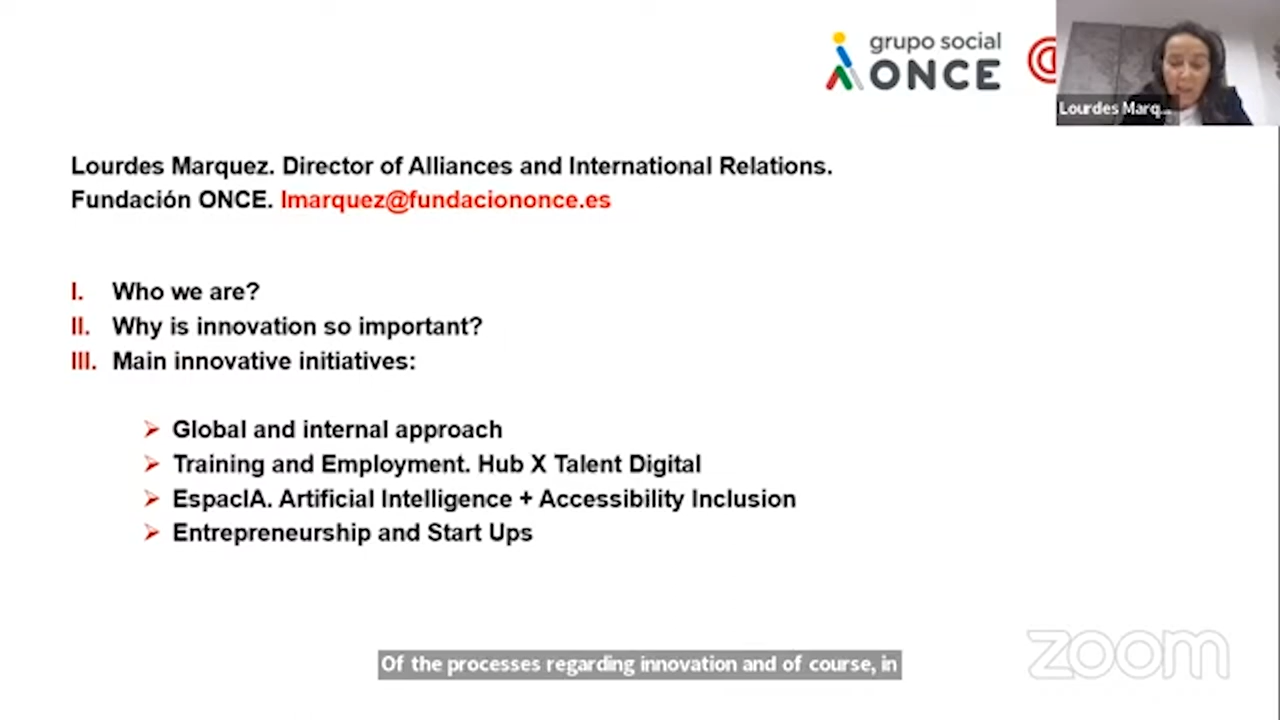 grupo social
ONCE
Lourdes Marq...
Lourdes Marquez. Director of Alliances and International Relations.
Fundación ONCE. lmarquez@fundaciononce.es
I. Who we are?
II. Why is innovation so important?
III. Main innovative initiatives:
Global and internal approach
Training and Employment. Hub X Talent Digital
EspacIA. Artificial Intelligence + Accessibility Inclusion
Entrepreneurship and Start Ups
Of the processes regarding innovation and of course, in
zoom